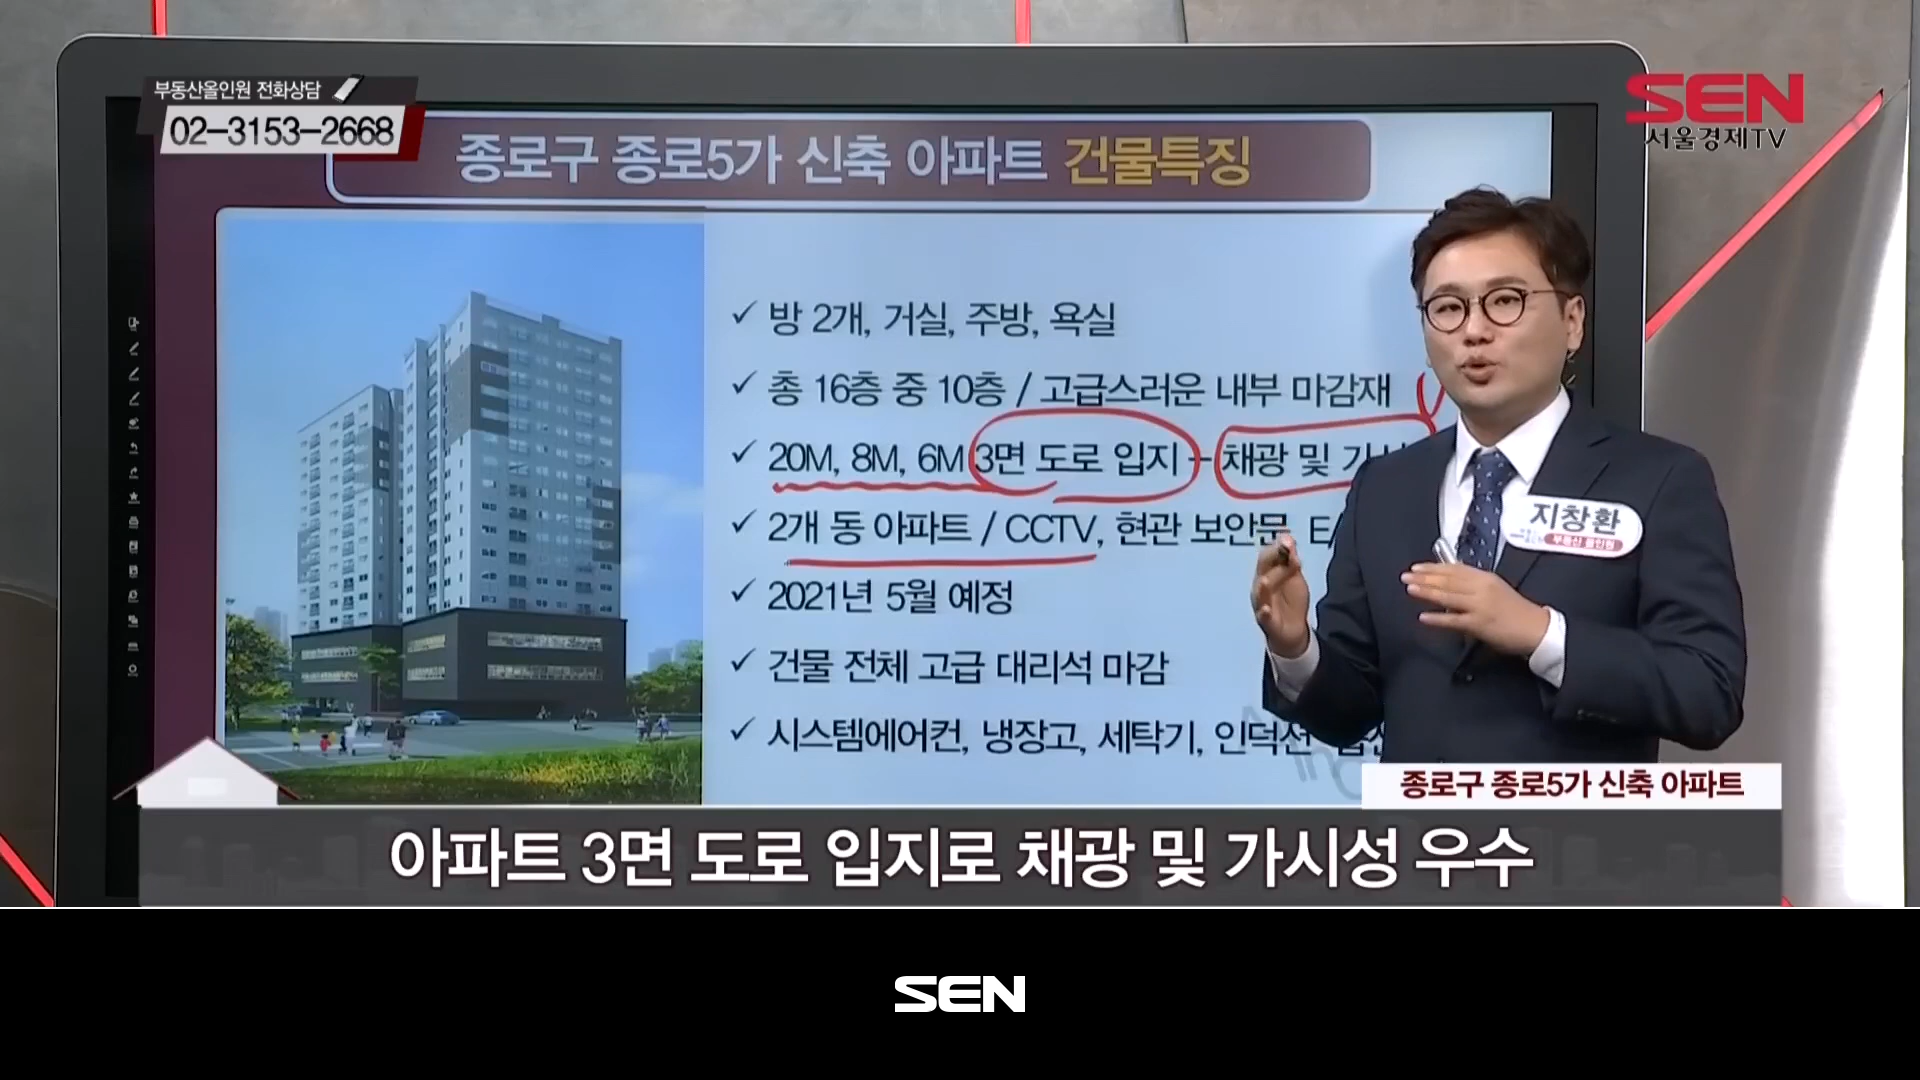 부동산올인원 전화상담
02-3153-2668
SEN
서울경제TV
종로구 종로5가 신축 아파트 건물특징
✓ 방 2개, 거실, 주방, 욕실
✓ 총 16층 중 10층 / 고급스러운 내부 마감재
✓ 20M, 8M, 6M 3면 도로 입지 - 채광 및
✓ 2개 동 아파트 / CCTV, 현관 보안문, E/
✓ 2021년 5월 예정
✓ 건물 전체 고급 대리석 마감
✓ 시스템에어컨, 냉장고, 세탁기, 인덕션
지창환
부동산 올인원
종로구 종로5가 신축 아파트
아파트 3면 도로 입지로 채광 및 가시성 우수
SEN